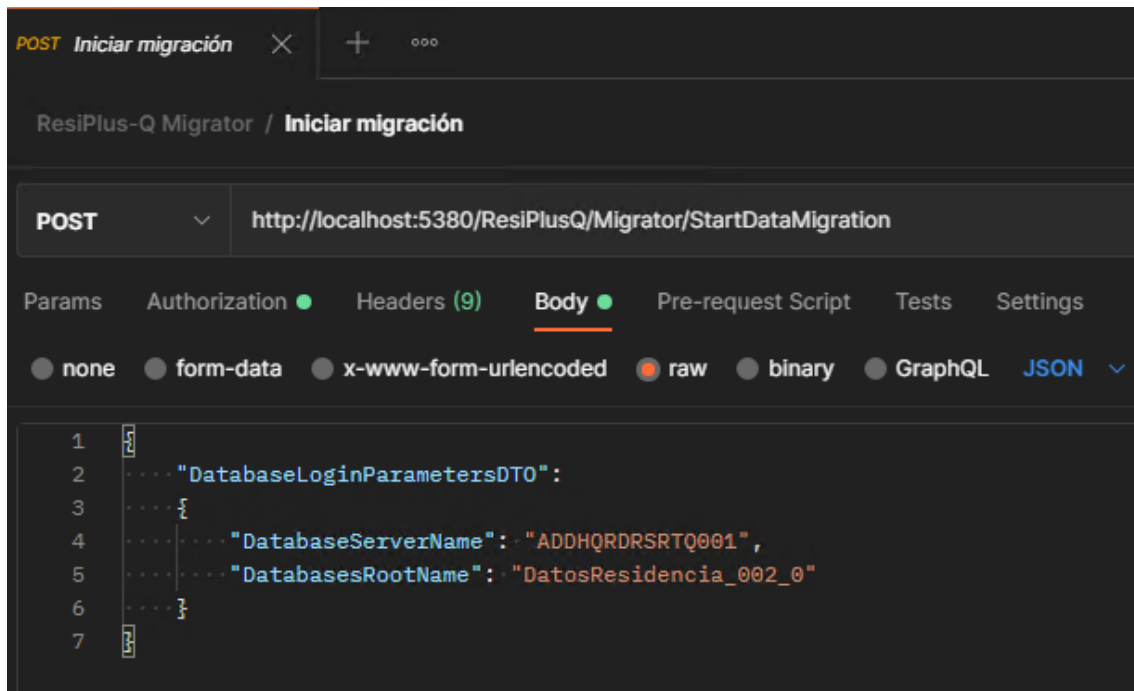 POST Iniciar migración
ResiPlus-Q Migrator / Iniciar migración
POST http://localhost:5380/ResiPlusQ/Migrator/StartDataMigration
Params Authorization Headers (9) Body Pre-request Script Tests Settings
none form-data x-www-form-urlencoded raw binary GraphQL JSON
1 {
2 "DatabaseLoginParametersDTO":
3 {
4 "DatabaseServerName": "ADDHQRDRSRTQ001",
5 "DatabasesRootName": "DatosResidencia_002_0"
6 }
7 }